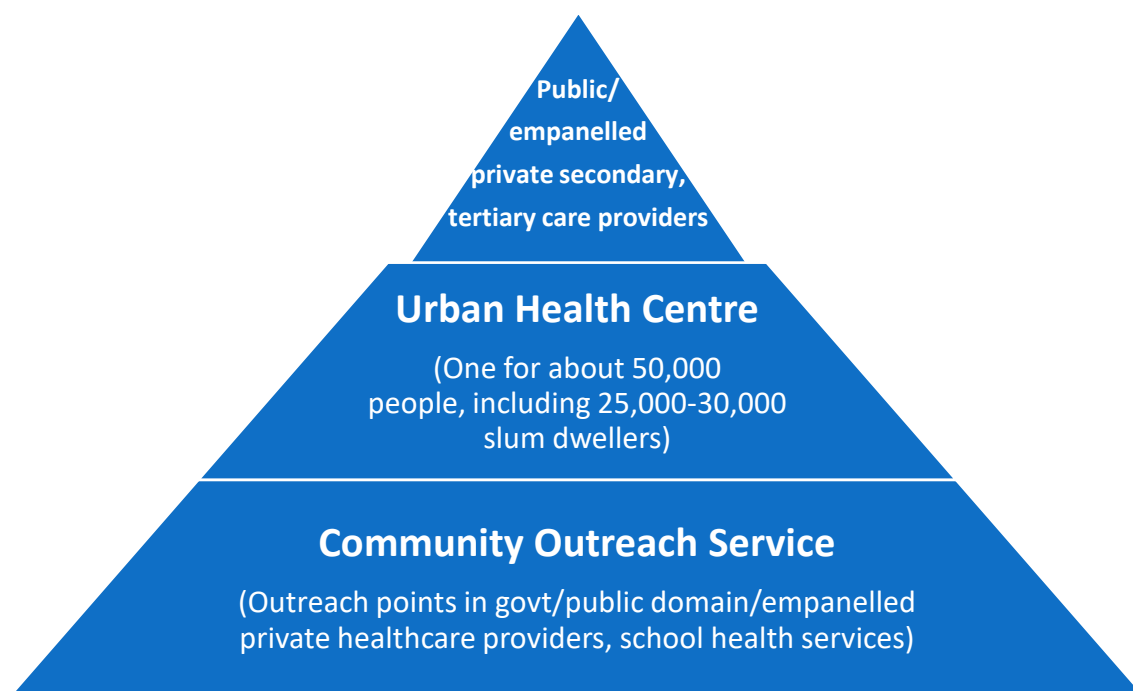 Public/
empanelled
private secondary,
tertiary care providers
Urban Health Centre
(One for about 50,000
people, including 25,000-30,000
slum dwellers)
Community Outreach Service
(Outreach points in govt/public domain/empanelled
private healthcare providers, school health services)